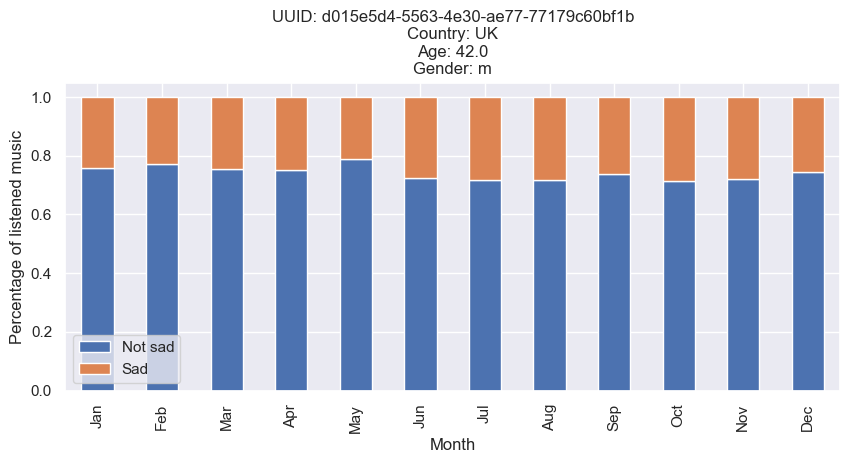 UUID: d015e5d4-5563-4e30-ae77-77179c60bf1b
Country: UK
Age: 42.0
Gender: m
1.0
0.8
0.6
0.4
0.2
0.0
Percentage of listened music
Not sad
Sad
Jan
Feb
Mar
Apr
May
Jun
Jul
Aug
Sep
Oct
Nov
Dec
Month